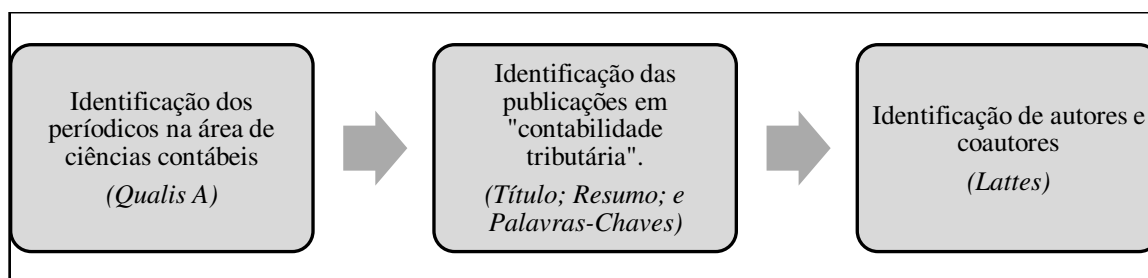 Identificação dos
períodicos na área de
ciências contábeis
(Qualis A)
Identificação das
publicações em
"contabilidade
tributária".
(Título; Resumo; e
Palavras-Chaves)
Identificação de autores e
coautores
(Lattes)